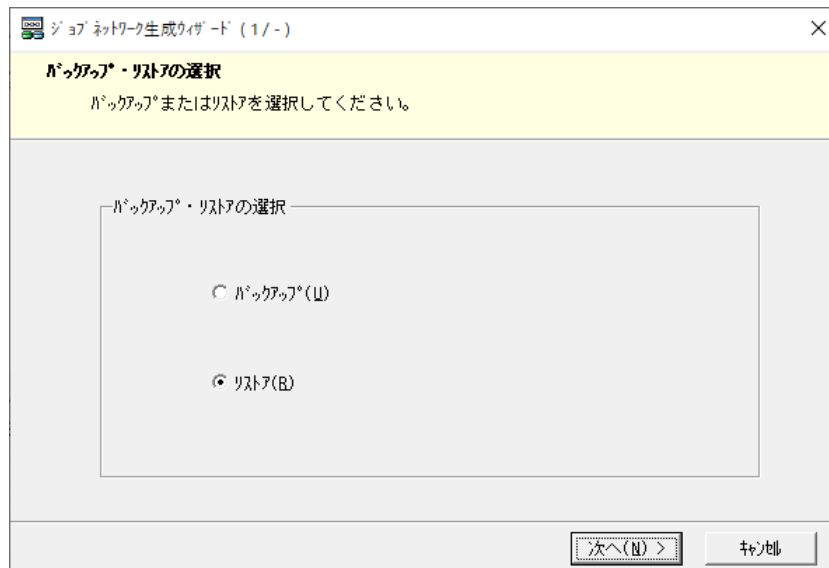 ｼﾞｮﾌﾞﾈｯﾄﾜｰｸ生成ｳｨｻﾞｰﾄﾞ ( 1 / - )
ﾊﾞｯｸｱｯﾌﾟ・ﾘｽﾄｱの選択
ﾊﾞｯｸｱｯﾌﾟまたはﾘｽﾄｱを選択してください。
ﾊﾞｯｸｱｯﾌﾟ・ﾘｽﾄｱの選択
ﾊﾞｯｸｱｯﾌﾟ(U)
ﾘｽﾄｱ(R)
次へ(N) >
ｷｬﾝｾﾙ